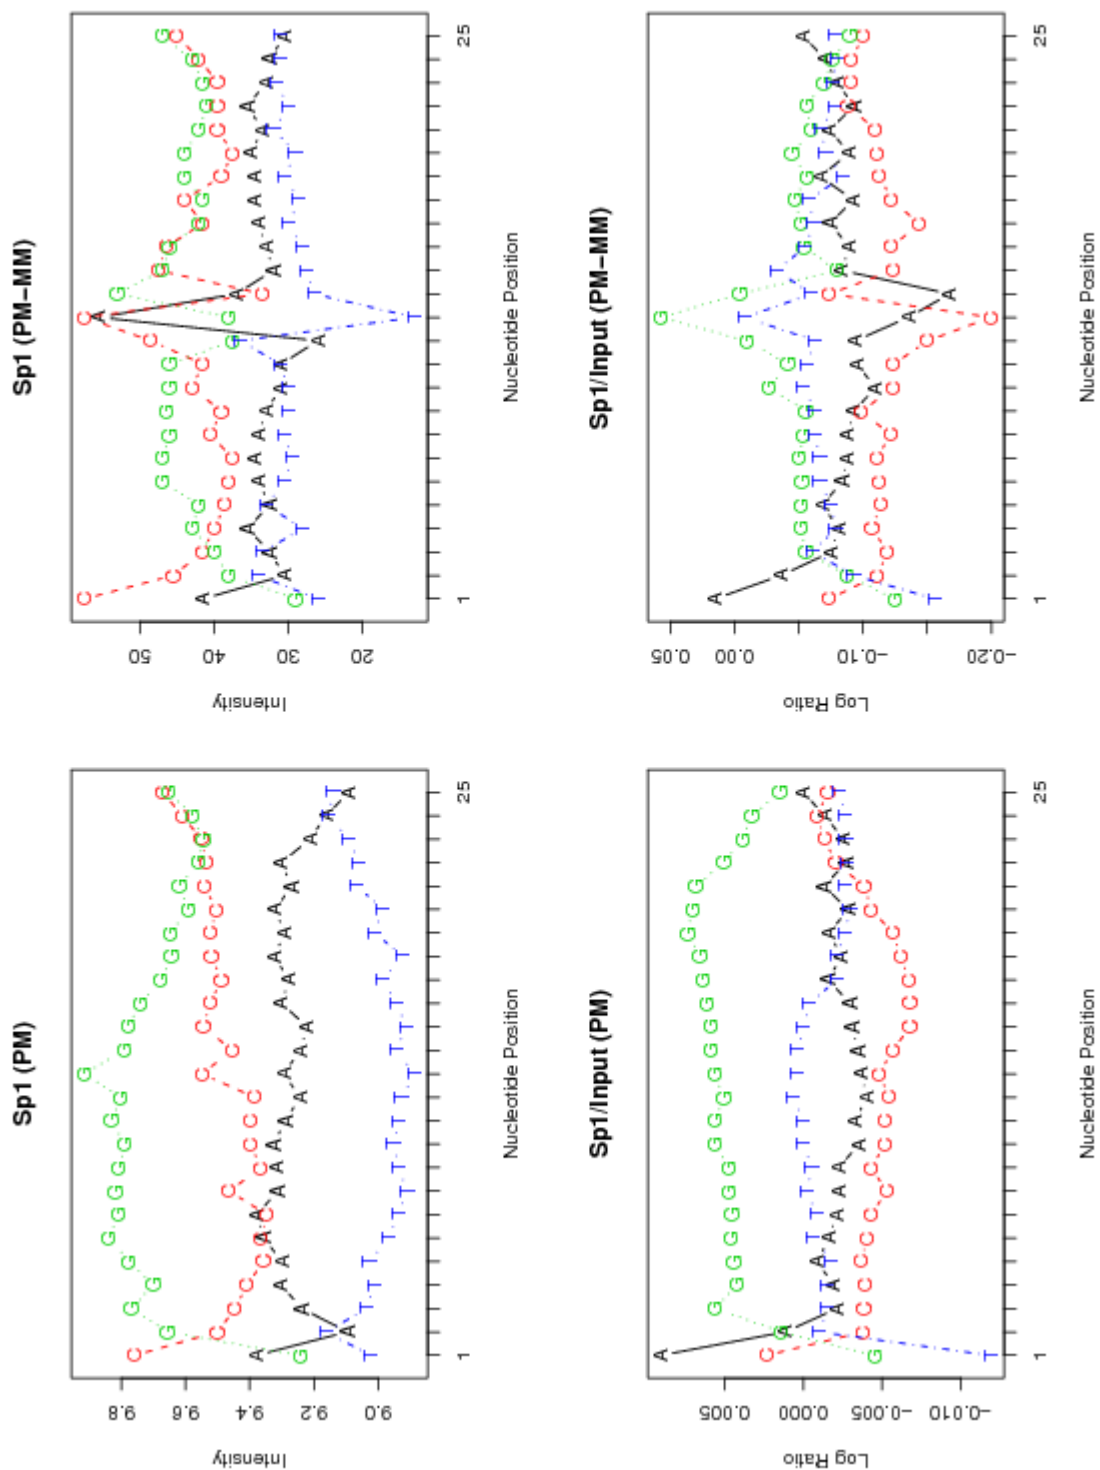 Sp1 (PM)
Intensity
9.8
9.6
9.4
9.2
9.0
1
25
Nucleotide Position
Sp1 (PM−MM)
Intensity
50
40
30
20
1
25
Nucleotide Position
Sp1/Input (PM)
Log Ratio
0.005
0.000
−0.005
−0.010
1
25
Nucleotide Position
Sp1/Input (PM−MM)
Log Ratio
0.05
0.00
−0.10
−0.20
1
25
Nucleotide Position